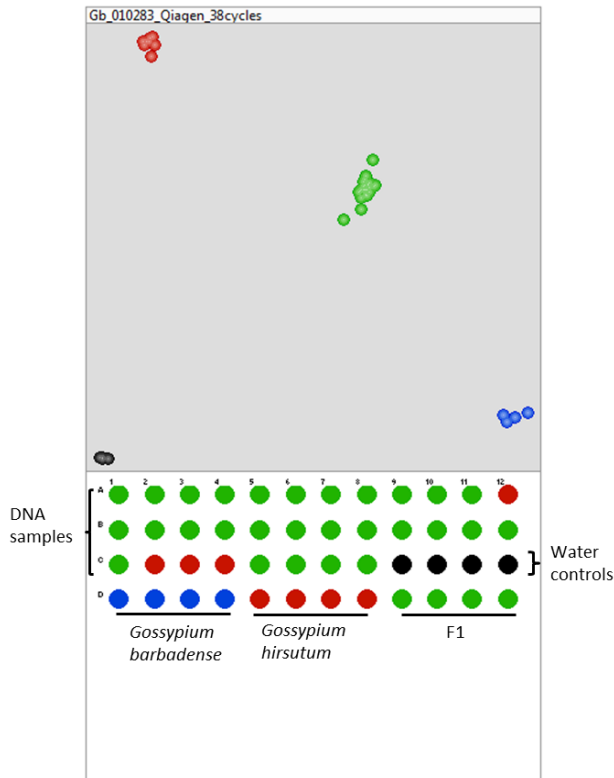 Gb_010283_Qiagen_38cycles
1 2 3 4 5 6 7 8 9 10 11 12
A
DNA
samples
B
C
Water
controls
D
Gossypium
barbadense
Gossypium
hirsutum
F1